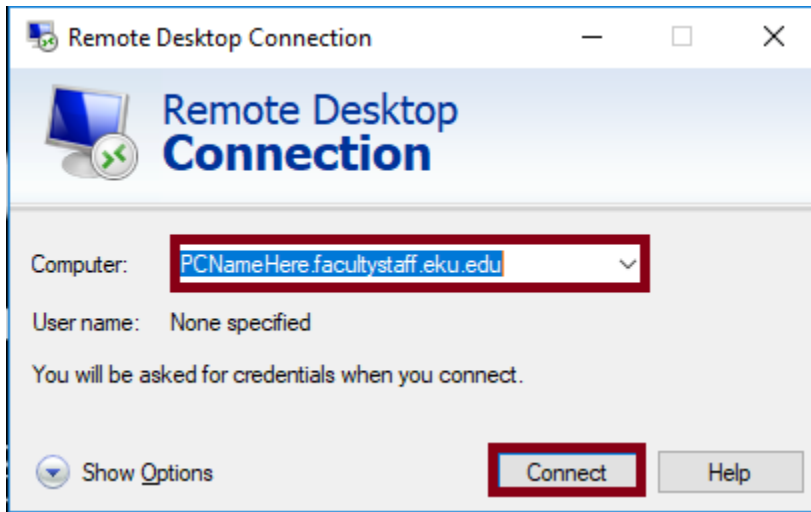 Remote Desktop Connection
Remote Desktop
Connection
Computer: PCNameHere.facultystaff.eku.edu
User name: None specified
You will be asked for credentials when you connect.
Show Options Connect Help